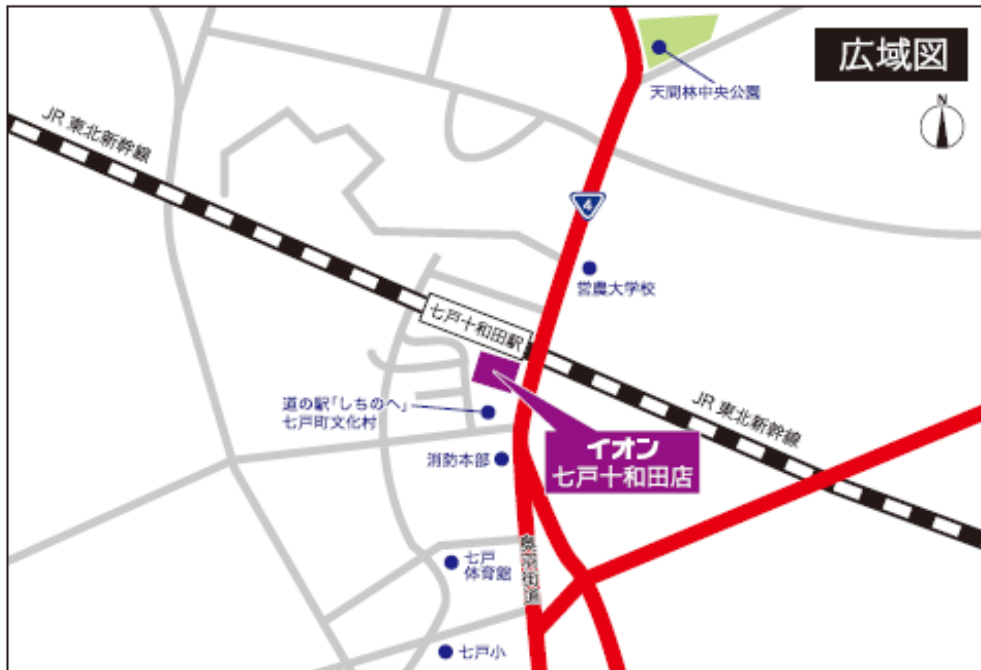 広域図
天間林中央公園
N
JR 東北新幹線
4
営農大学校
七戸十和田駅
道の駅「しちのへ」
七戸町文化村
JR 東北新幹線
イオン
七戸十和田店
消防本部
奥州街道
七戸
体育館
七戸小